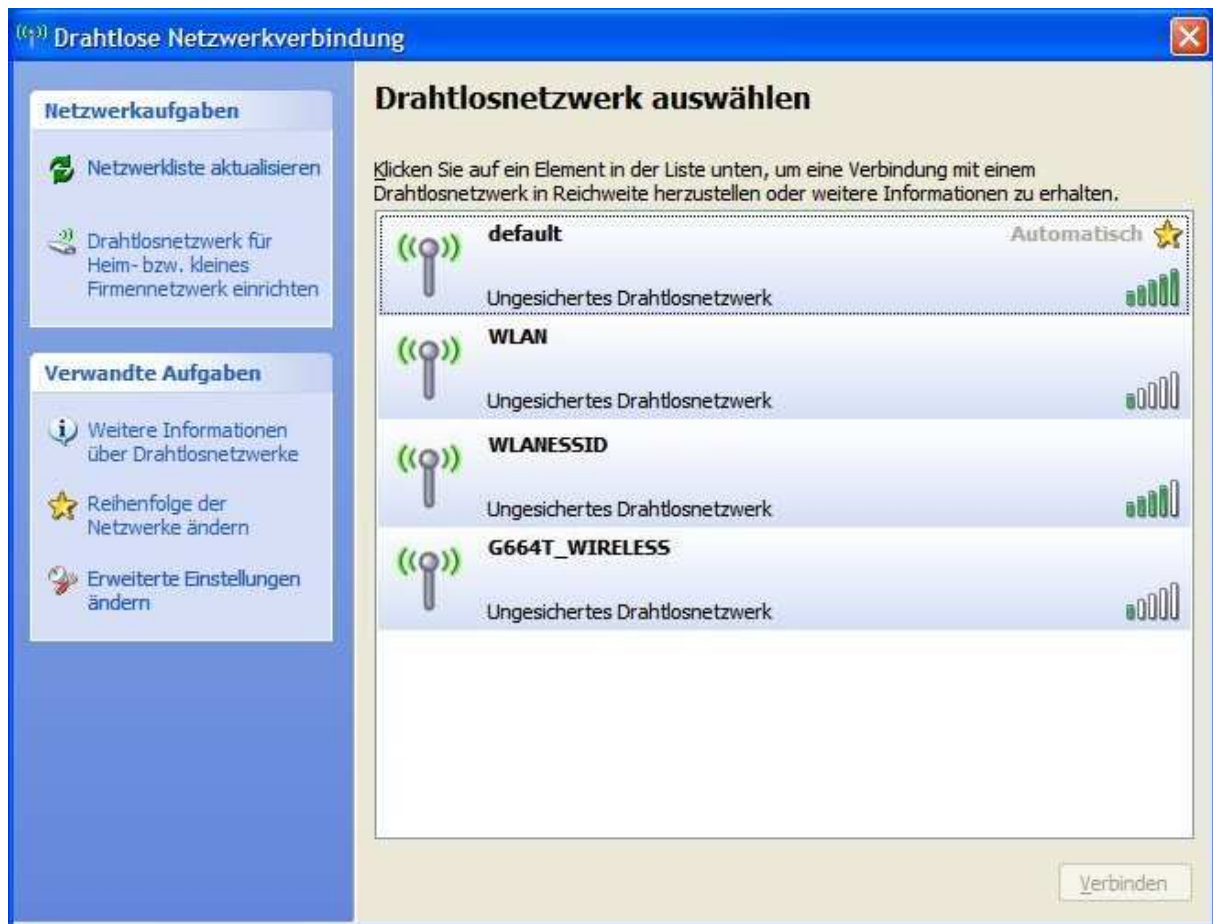 Drahtlose Netzwerkverbindung
Netzwerkaufgaben
Netzwerkliste aktualisieren
Drahtlosnetzwerk für
Heim- bzw. kleines
Firmennetzwerk einrichten
Verwandte Aufgaben
Weitere Informationen
über Drahtlosnetzwerke
Reihenfolge der
Netzwerke ändern
Erweiterte Einstellungen
ändern
Drahtlosnetzwerk auswählen
Klicken Sie auf ein Element in der Liste unten, um eine Verbindung mit einem
Drahtlosnetzwerk in Reichweite herzustellen oder weitere Informationen zu erhalten.
default Automatisch
Ungesichertes Drahtlosnetzwerk
WLAN
Ungesichertes Drahtlosnetzwerk
WLANESSID
Ungesichertes Drahtlosnetzwerk
G664T_WIRELESS
Ungesichertes Drahtlosnetzwerk
Verbinden